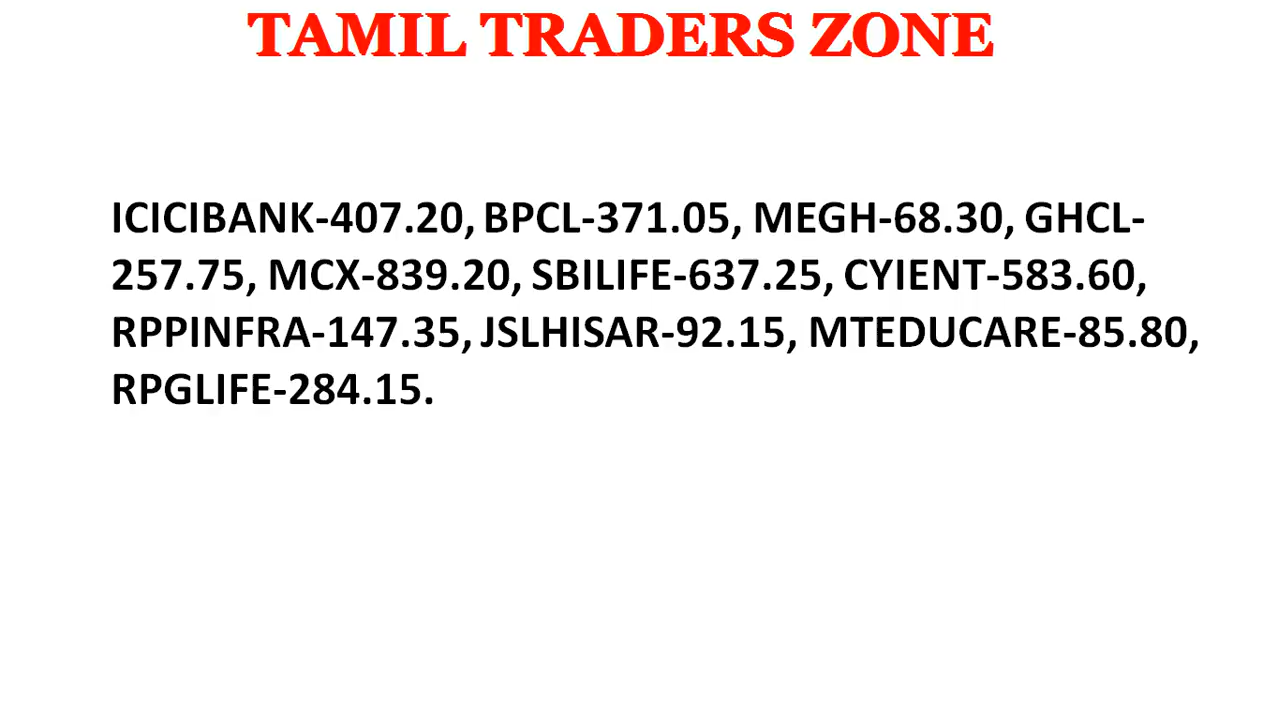 TAMIL TRADERS ZONE
ICICIBANK-407.20, BPCL-371.05, MEGH-68.30, GHCL-
257.75, MCX-839.20, SBILIFE-637.25, CYIENT-583.60,
RPPINFRA-147.35, JSLHISAR-92.15, MTEDUCARE-85.80,
RPGLIFE-284.15.